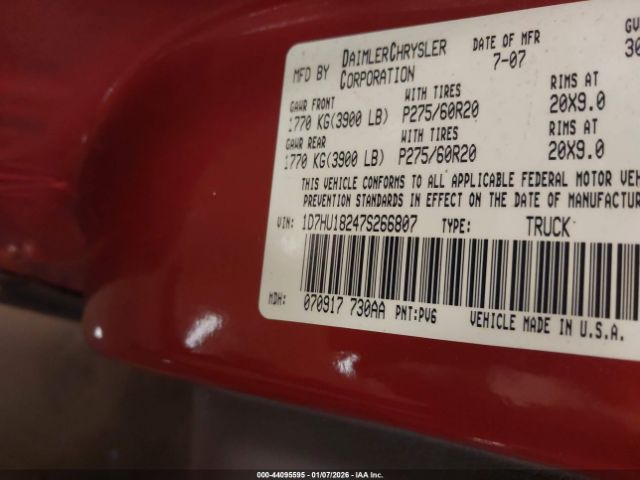 MFD BY DAIMLERCHRYSLER CORPORATION
DATE OF MFR 7-07
GV
30
GAWR FRONT WITH TIRES RIMS AT
1770 KG(3900 LB) P275/60R20 20X9.0
GAWR REAR WITH TIRES RIMS AT
1770 KG(3900 LB) P275/60R20 20X9.0
THIS VEHICLE CONFORMS TO ALL APPLICABLE FEDERAL MOTOR VEH
PREVENTION STANDARDS IN EFFECT ON THE DATE OF MANUFACTUR
VIN: 1D7HU18247S266807 TYPE: TRUCK
MDH: 070917 730AA PNT:PV6 VEHICLE MADE IN U.S.A.
000-44095595 - 01/07/2026 - IAA Inc.